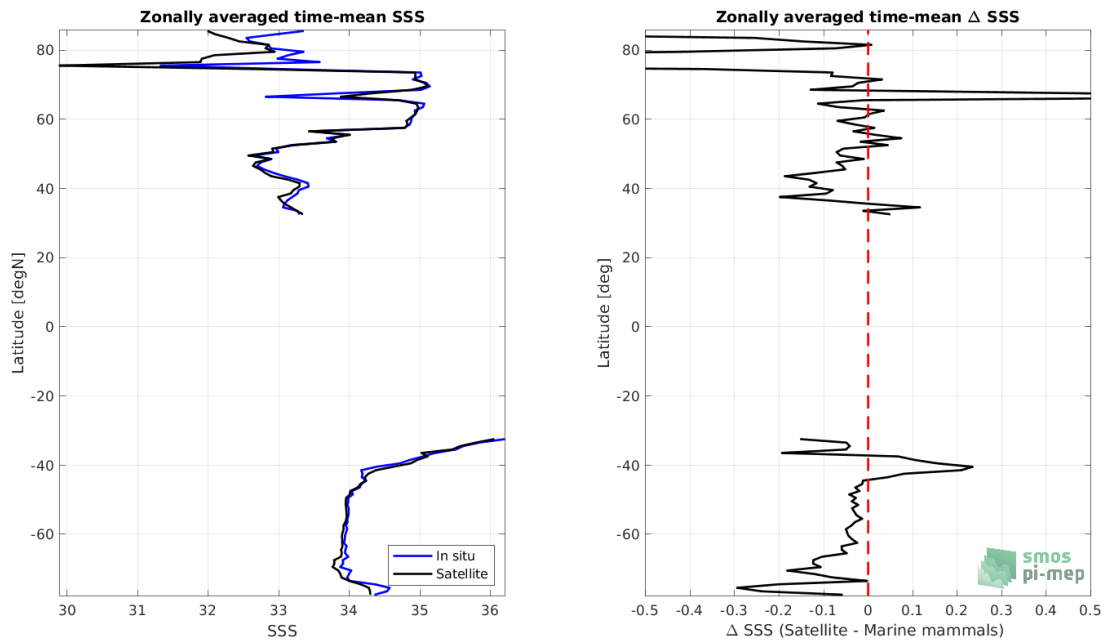 Zonally averaged time-mean SSS
80
60
40
20
0
-20
-40
-60
Latitude [degN]
30 31 32 33 34 35 36
SSS
In situ
Satellite
Zonally averaged time-mean Δ SSS
80
60
40
20
0
-20
-40
-60
Latitude [deg]
-0.5 -0.4 -0.3 -0.2 -0.1 0 0.1 0.2 0.3 0.4 0.5
Δ SSS (Satellite - Marine mammals)
smos
pi-mep